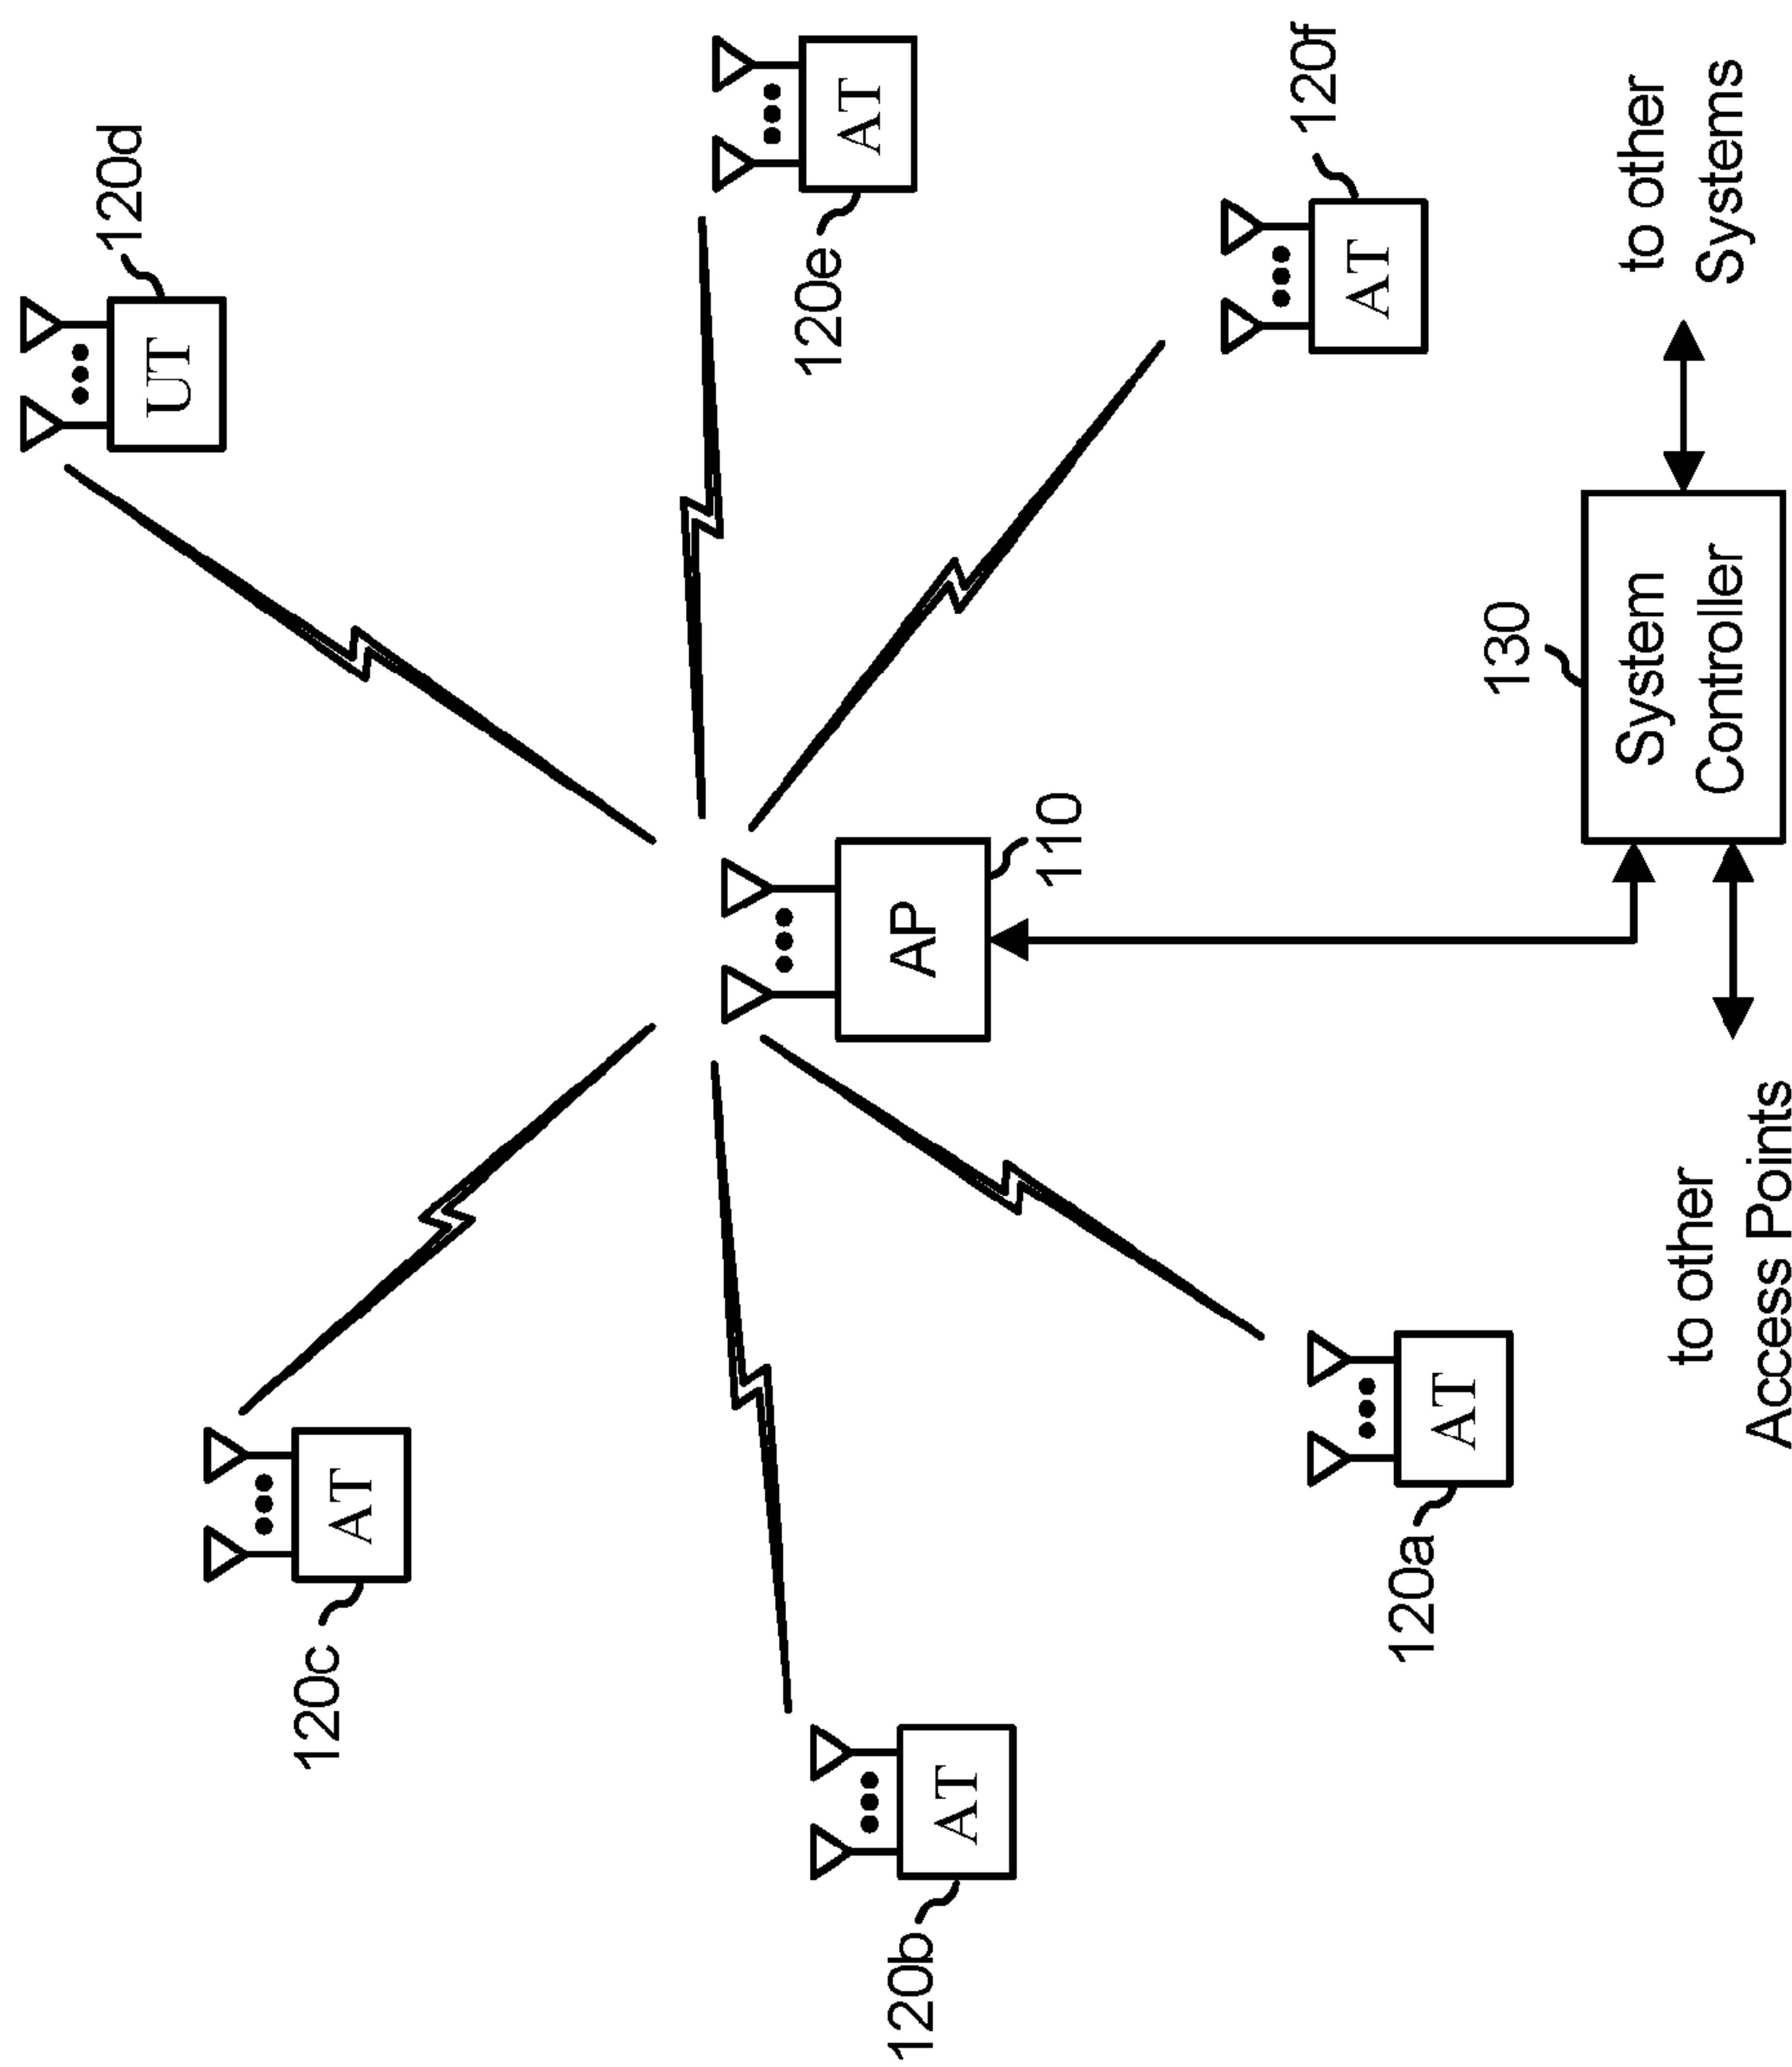 120d
UT
120c
AT
120e
AT
120b
AT
AP
110
120f
AT
120a
AT
130
System
Controller
to other
Systems
to other
Access Points